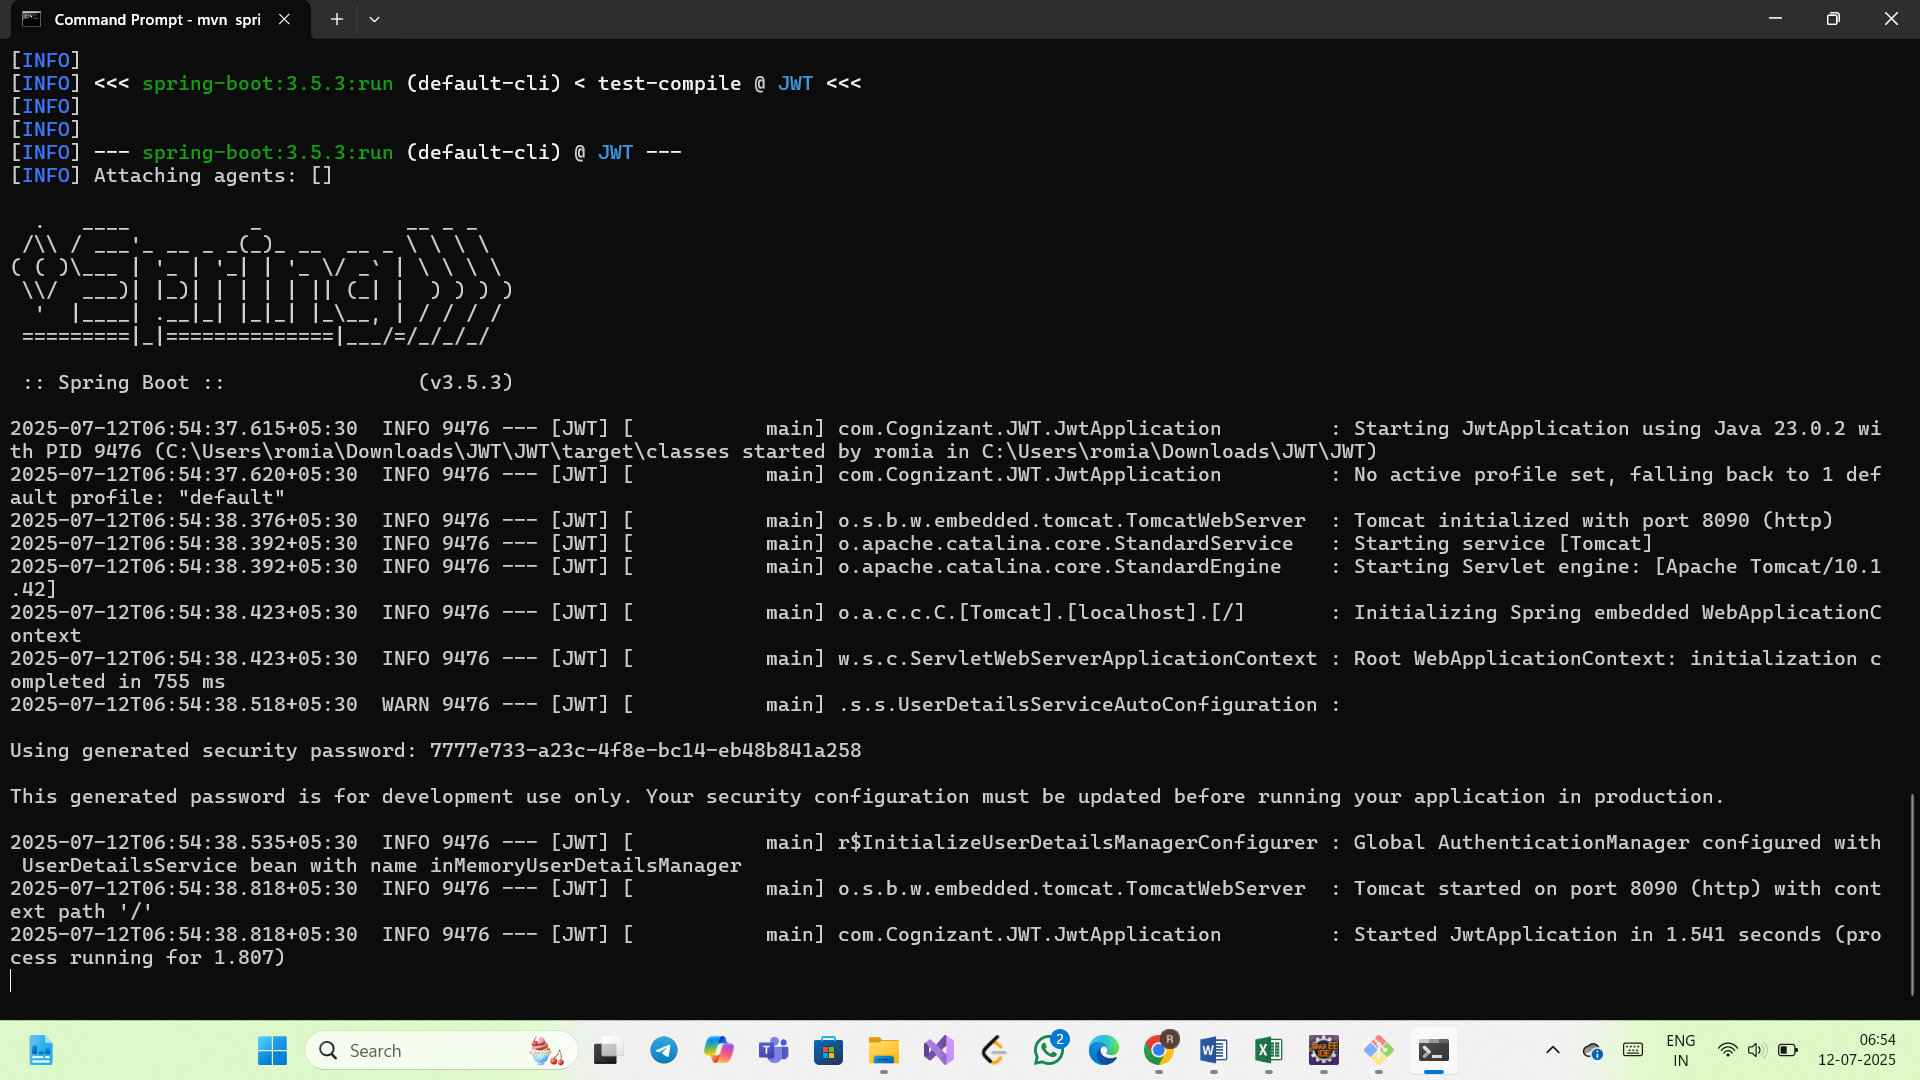 Command Prompt - mvn  spri
[INFO]
[INFO] <<< spring-boot:3.5.3:run (default-cli) < test-compile @ JWT <<<
[INFO]
[INFO]
[INFO] --- spring-boot:3.5.3:run (default-cli) @ JWT ---
[INFO] Attaching agents: []
  .   ____          _            __ _ _
 /\\ / ___'_ __ _ _(_)_ __  __ _ \ \ \ \
( ( )\___ | '_ | '_| | '_ \/ _` | \ \ \ \
 \\/  ___)| |_)| | | | | || (_| |  ) ) ) )
  '  |____| .__|_| |_|_| |_\__, | / / / /
 =========|_|==============|___/=/_/_/_/
 :: Spring Boot ::                (v3.5.3)
2025-07-12T06:54:37.615+05:30  INFO 9476 --- [JWT] [           main] com.Cognizant.JWT.JwtApplication         : Starting JwtApplication using Java 23.0.2 wi
th PID 9476 (C:\Users\romia\Downloads\JWT\JWT\target\classes started by romia in C:\Users\romia\Downloads\JWT\JWT)
2025-07-12T06:54:37.620+05:30  INFO 9476 --- [JWT] [           main] com.Cognizant.JWT.JwtApplication         : No active profile set, falling back to 1 def
ault profile: "default"
2025-07-12T06:54:38.376+05:30  INFO 9476 --- [JWT] [           main] o.s.b.w.embedded.tomcat.TomcatWebServer  : Tomcat initialized with port 8090 (http)
2025-07-12T06:54:38.392+05:30  INFO 9476 --- [JWT] [           main] o.apache.catalina.core.StandardService   : Starting service [Tomcat]
2025-07-12T06:54:38.392+05:30  INFO 9476 --- [JWT] [           main] o.apache.catalina.core.StandardEngine    : Starting Servlet engine: [Apache Tomcat/10.1
.42]
2025-07-12T06:54:38.423+05:30  INFO 9476 --- [JWT] [           main] o.a.c.c.C.[Tomcat].[localhost].[/]       : Initializing Spring embedded WebApplicationC
ontext
2025-07-12T06:54:38.423+05:30  INFO 9476 --- [JWT] [           main] w.s.c.ServletWebServerApplicationContext : Root WebApplicationContext: initialization c
ompleted in 755 ms
2025-07-12T06:54:38.518+05:30  WARN 9476 --- [JWT] [           main] .s.s.UserDetailsServiceAutoConfiguration :
Using generated security password: 7777e733-a23c-4f8e-bc14-eb48b841a258
This generated password is for development use only. Your security configuration must be updated before running your application in production.
2025-07-12T06:54:38.535+05:30  INFO 9476 --- [JWT] [           main] r$InitializeUserDetailsManagerConfigurer : Global AuthenticationManager configured with
 UserDetailsService bean with name inMemoryUserDetailsManager
2025-07-12T06:54:38.818+05:30  INFO 9476 --- [JWT] [           main] o.s.b.w.embedded.tomcat.TomcatWebServer  : Tomcat started on port 8090 (http) with cont
ext path '/'
2025-07-12T06:54:38.818+05:30  INFO 9476 --- [JWT] [           main] com.Cognizant.JWT.JwtApplication         : Started JwtApplication in 1.541 seconds (pro
cess running for 1.807)
Search
2
R
Java EE
IDE
ENG
IN
06:54
12-07-2025